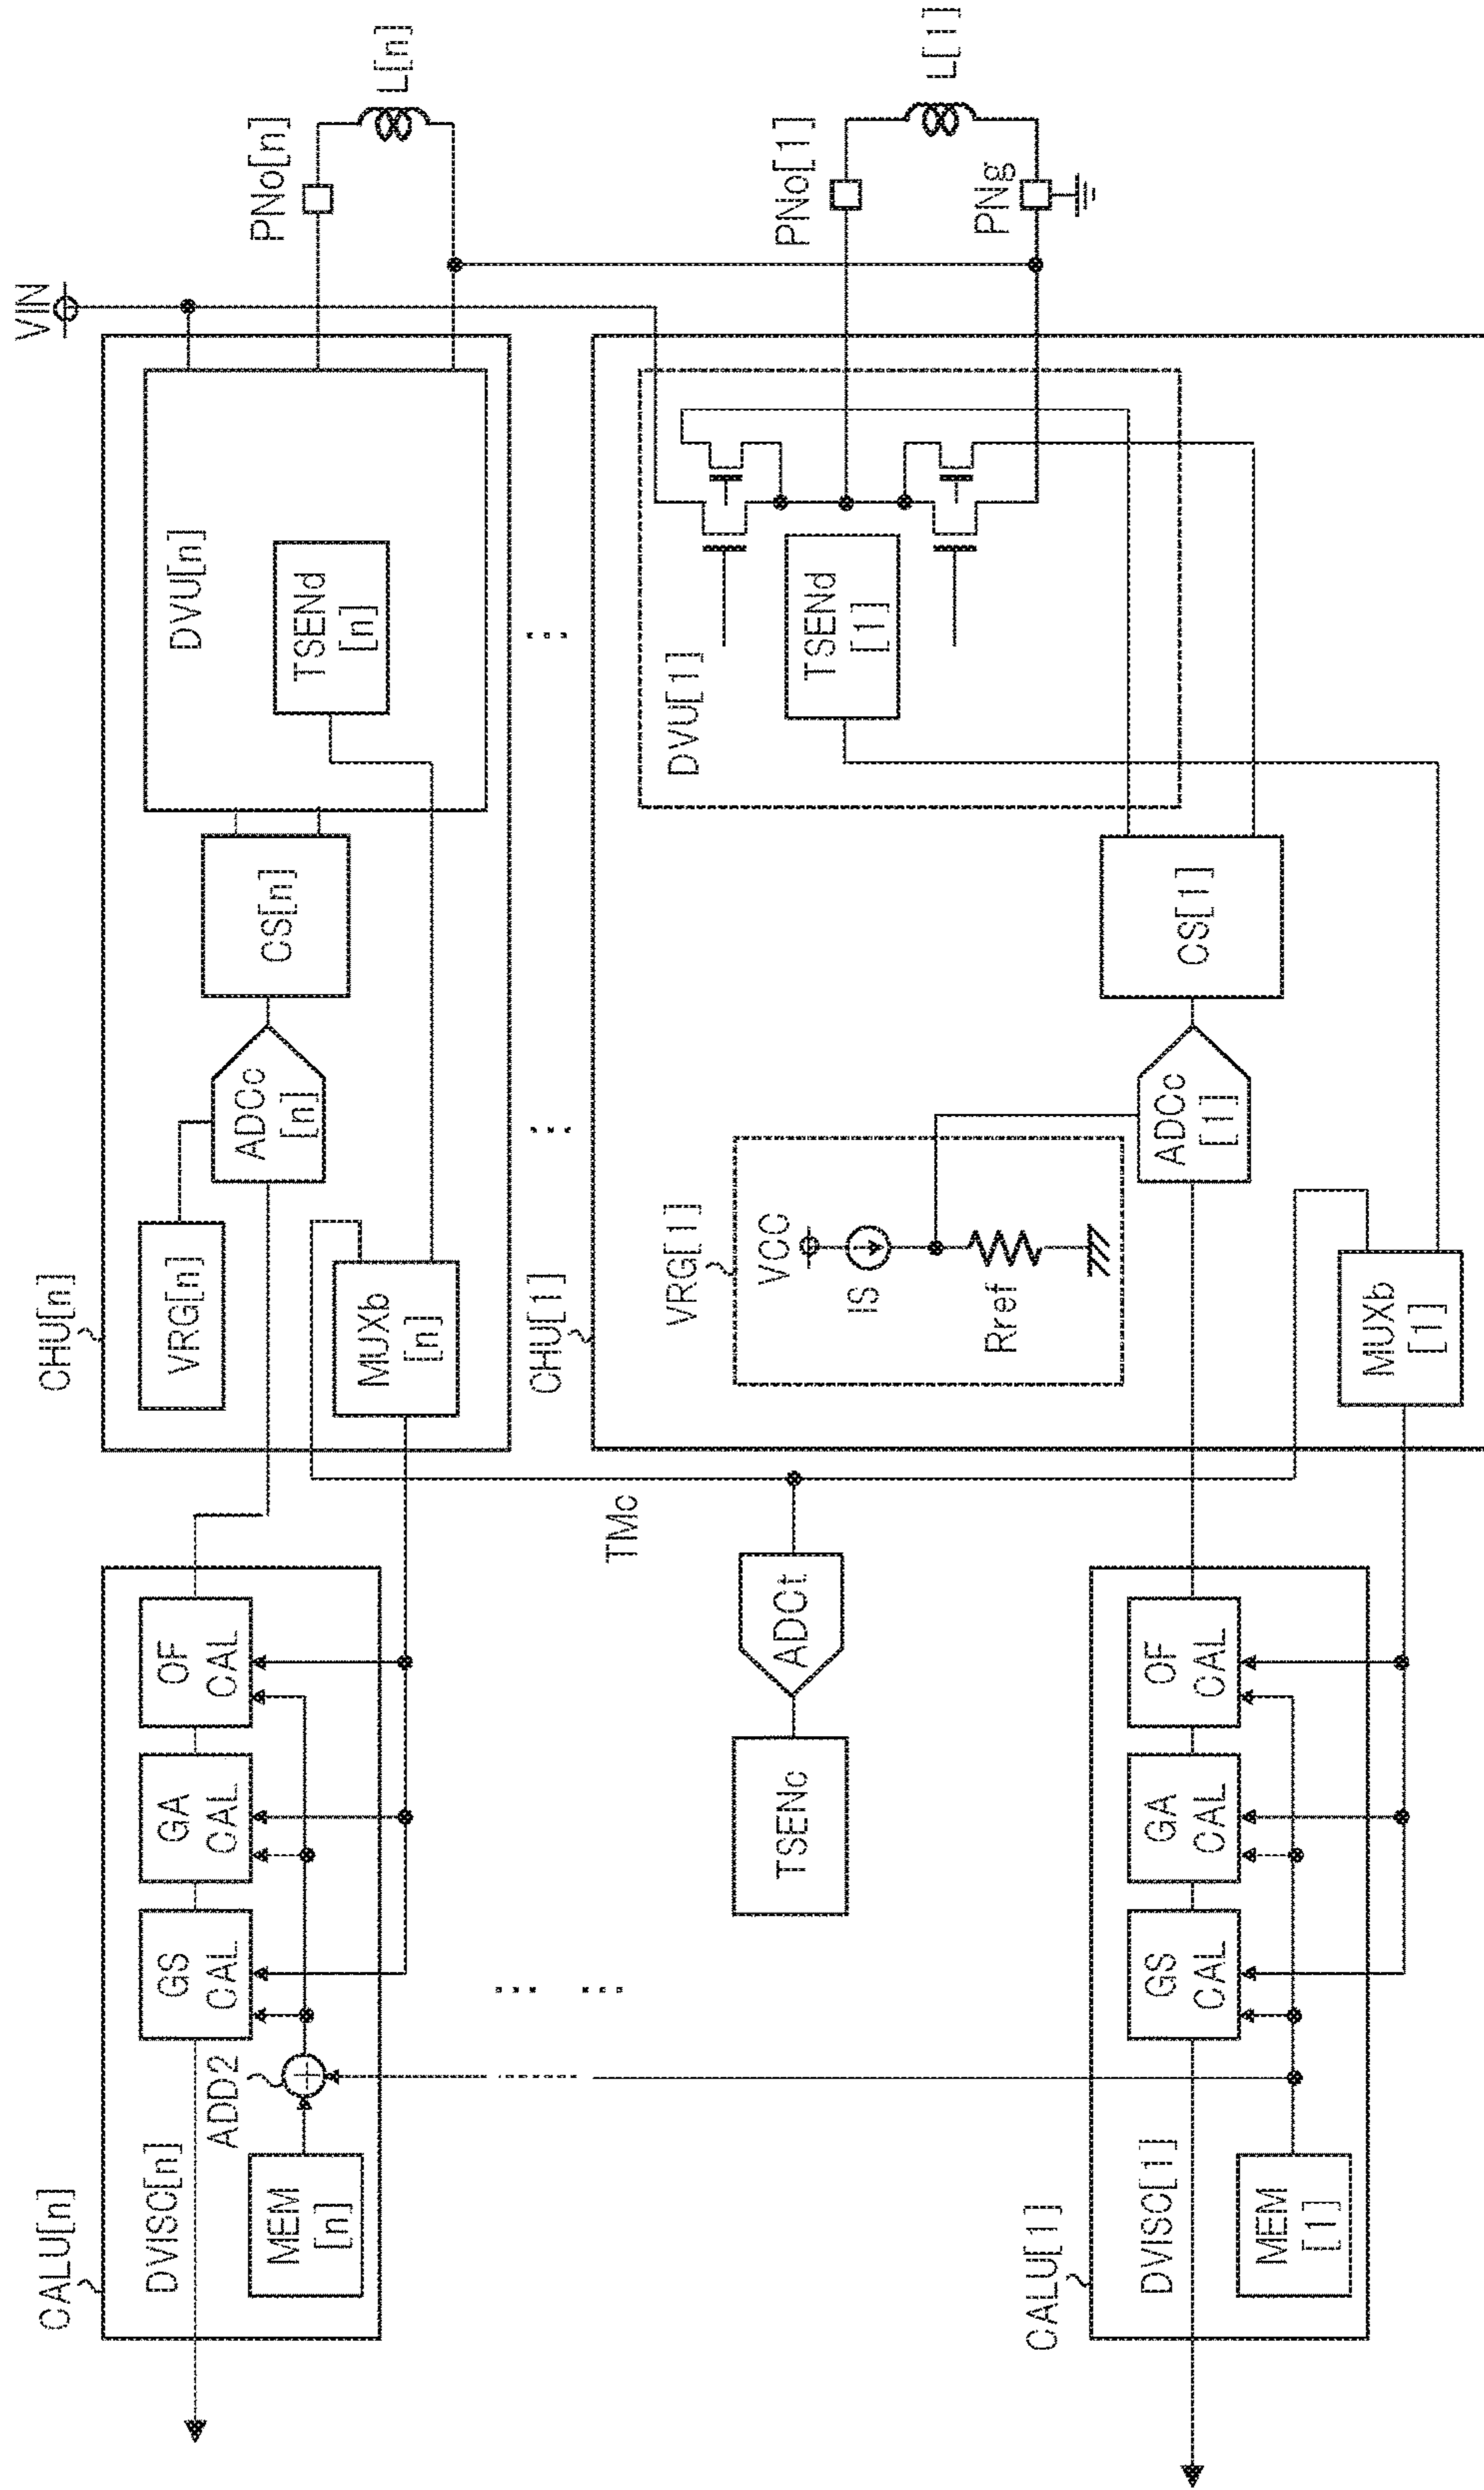 CALU[n]
DVISC[n]
ADD2
MEM
[n]
GS
CAL
GA
CAL
OF
CAL
CHU[n]
VRG[n]
ADCc
[n]
MUXb
[n]
CS[n]
DVU[n]
TSENd
[n]
VIN
PNo[n]
L[n]
TSENc
ADCt
TMc
CALU[1]
DVISC[1]
MEM
[1]
GS
CAL
GA
CAL
OF
CAL
CHU[1]
VRG[1]
VCC
IS
Rref
ADCc
[1]
MUXb
[1]
CS[1]
DVU[1]
TSENd
[1]
PNo[1]
PNg
L[1]